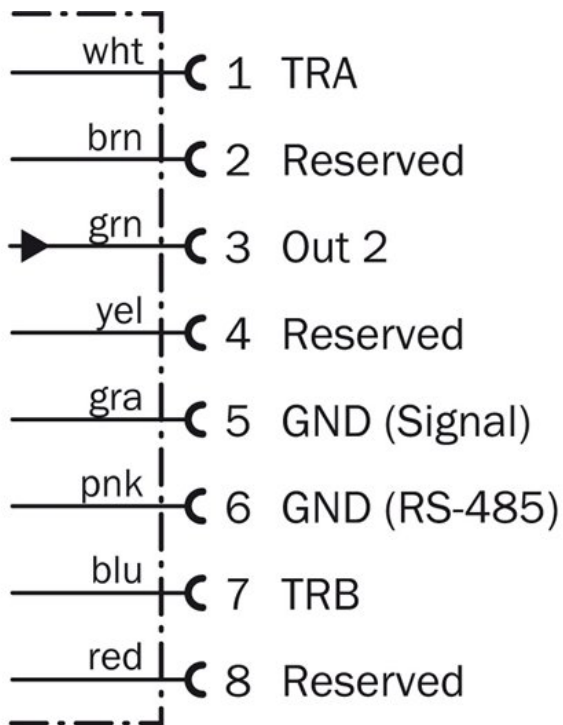 wht 1 TRA
brn 2 Reserved
grn 3 Out 2
yel 4 Reserved
gra 5 GND (Signal)
pnk 6 GND (RS-485)
blu 7 TRB
red 8 Reserved